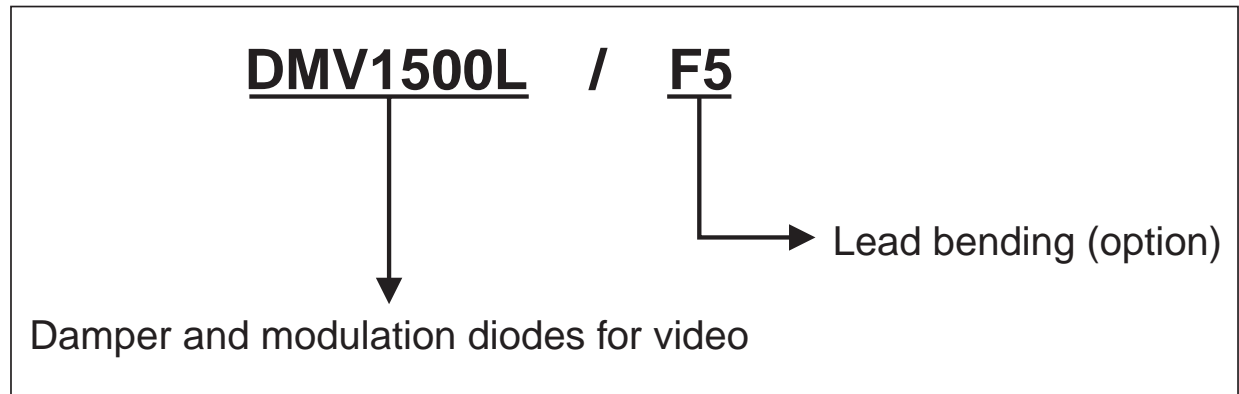 DMV1500L / F5
Lead bending (option)
Damper and modulation diodes for video